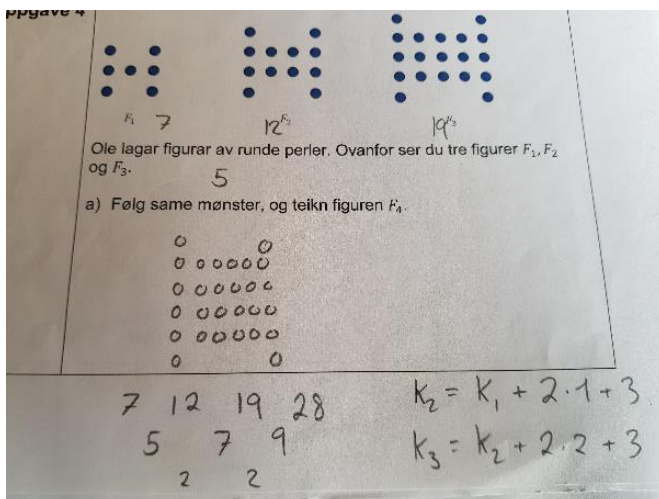 Oppgave 4
F₁ 7 12 F₂ 19 F₃
Ole lagar figurar av runde perler. Ovanfor ser du tre figurer F₁, F₂
og F₃.
5
a) Følg same mønster, og teikn figuren F₄.
7 12 19 28
5 7 9
2 2
K₂ = K₁ + 2·1 + 3
K₃ = K₂ + 2·2 + 3